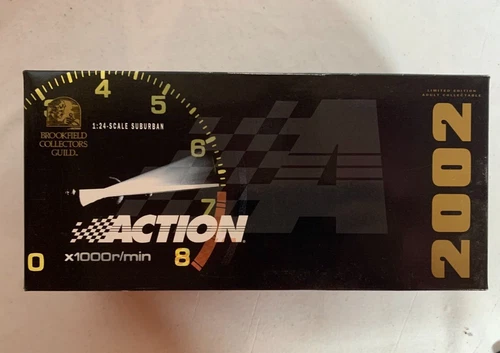 3
4
5
6
7
8
0
BROOKFIELD
COLLECTORS
GUILD.
1:24-SCALE SUBURBAN
ACTION
x1000r/min
A
LIMITED EDITION
ADULT COLLECTABLE
2002